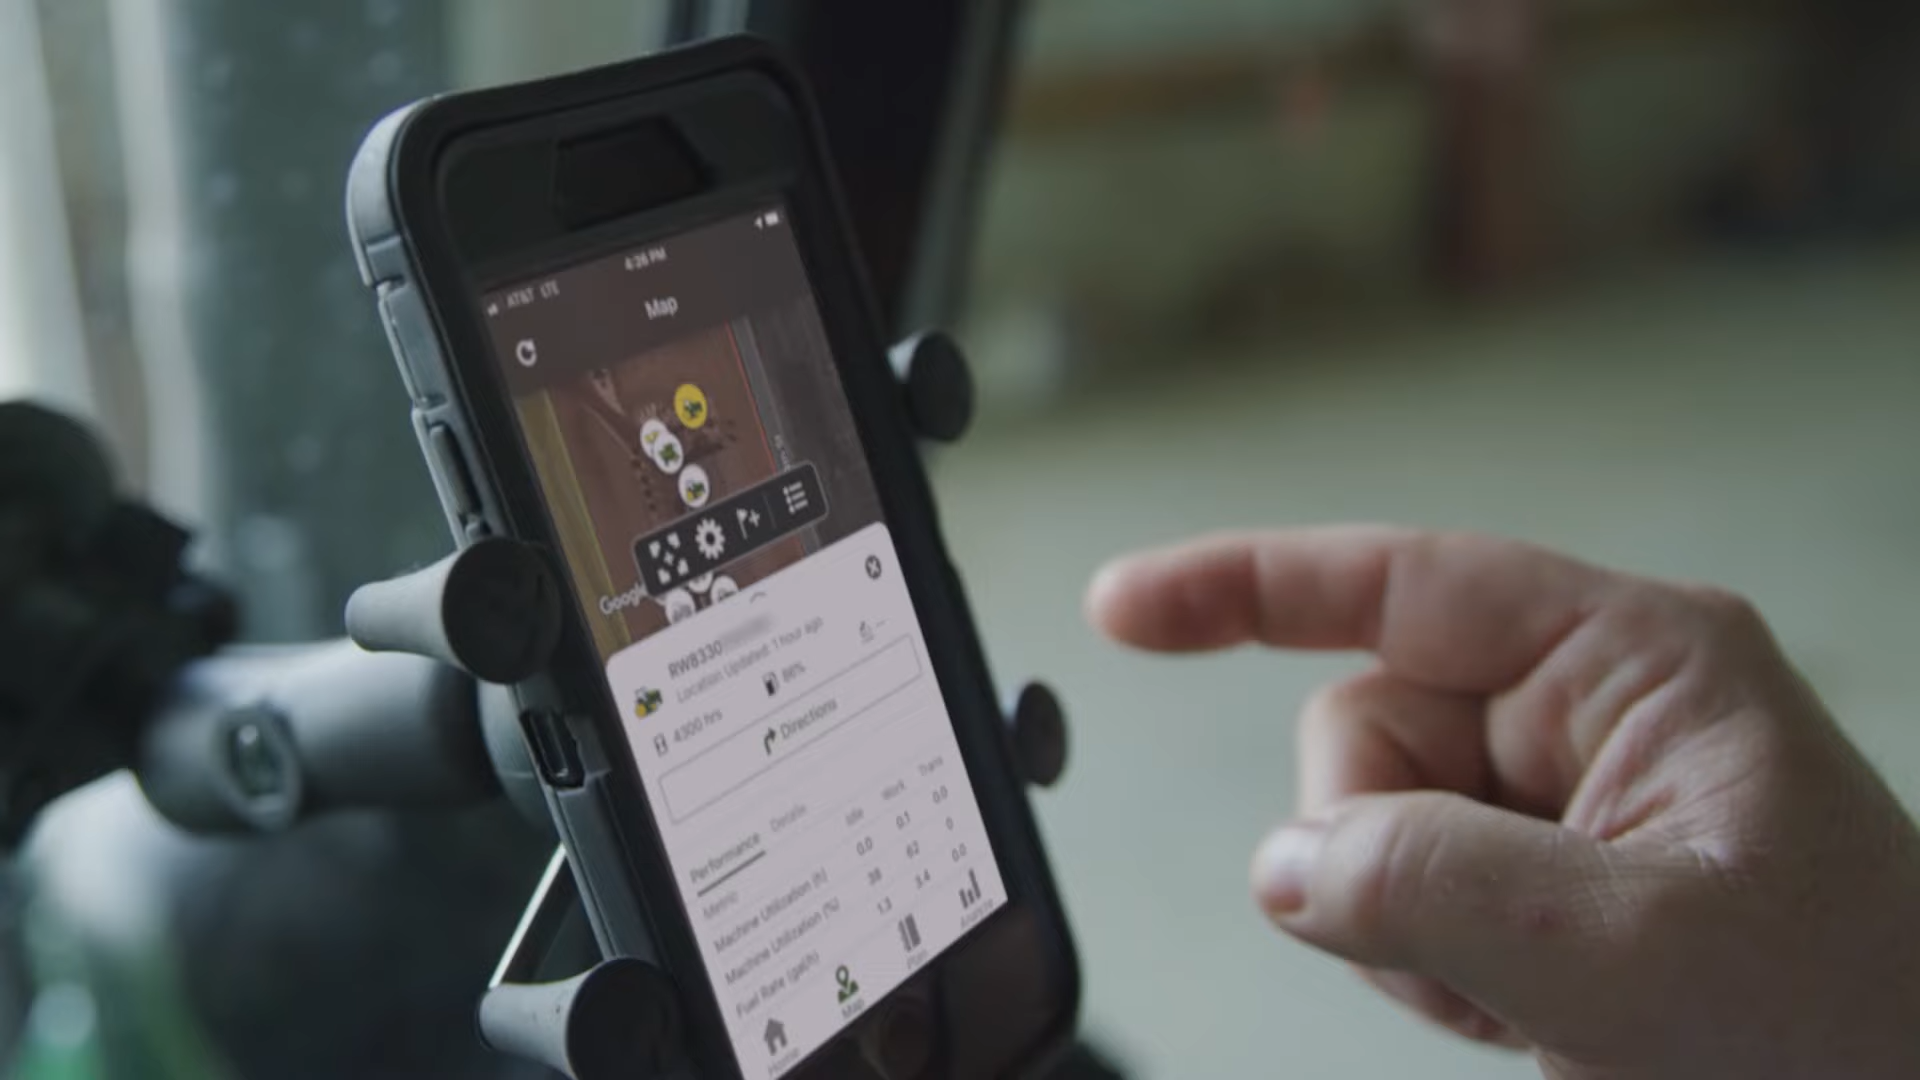 AT&T LTE
4:26 PM
Map
Google
RW8330
Location Updated: 1 hour ago
4300 hrs
86%
Directions
Performance Details
Metric Idle Work Trans
Machine Utilization (h) 0.0 0.1 0.0
Machine Utilization (%) 38 62 0
Fuel Rate (gal/h) 1.3 3.4 0.0
Home
Map
Plan
Analyze